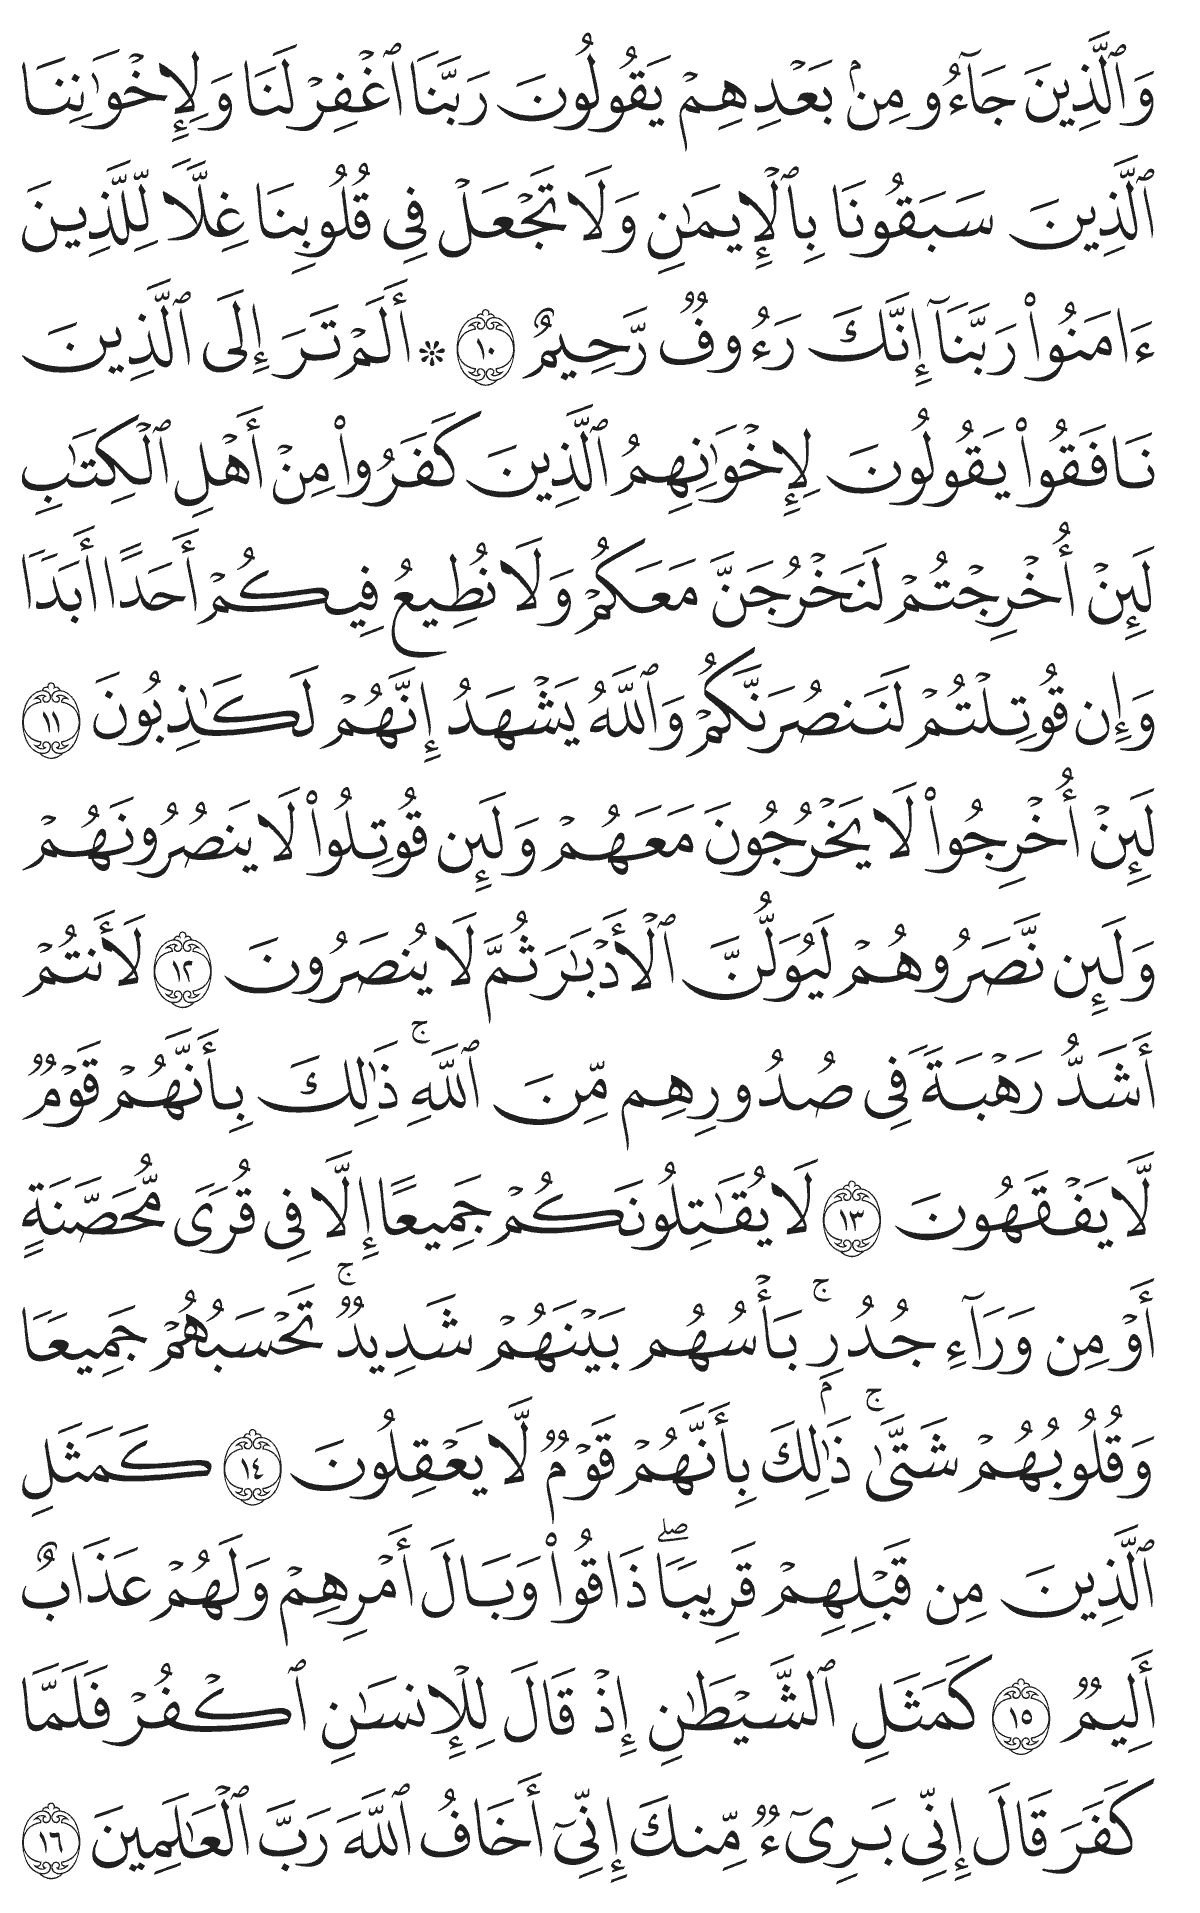 وَٱلَّذِينَ جَآءُو مِنۢ بَعۡدِهِمۡ يَقُولُونَ رَبَّنَا ٱغۡفِرۡ لَنَا وَلِإِخۡوَٰنِنَا
ٱلَّذِينَ سَبَقُونَا بِٱلۡإِيمَٰنِ وَلَا تَجۡعَلۡ فِي قُلُوبِنَا غِلّٗا لِّلَّذِينَ
ءَامَنُواْ رَبَّنَآ إِنَّكَ رَءُوفٞ رَّحِيمٌ ١٠ ۞ أَلَمۡ تَرَ إِلَى ٱلَّذِينَ
نَافَقُواْ يَقُولُونَ لِإِخۡوَٰنِهِمُ ٱلَّذِينَ كَفَرُواْ مِنۡ أَهۡلِ ٱلۡكِتَٰبِ
لَئِنۡ أُخۡرِجۡتُمۡ لَنَخۡرُجَنَّ مَعَكُمۡ وَلَا نُطِيعُ فِيكُمۡ أَحَدًا أَبَدٗا
وَإِن قُوتِلۡتُمۡ لَنَنصُرَنَّكُمۡ وَٱللَّهُ يَشۡهَدُ إِنَّهُمۡ لَكَٰذِبُونَ ١١
لَئِنۡ أُخۡرِجُواْ لَا يَخۡرُجُونَ مَعَهُمۡ وَلَئِن قُوتِلُواْ لَا يَنصُرُونَهُمۡ
وَلَئِن نَّصَرُوهُمۡ لَيُوَلُّنَّ ٱلۡأَدۡبَٰرَ ثُمَّ لَا يُنصَرُونَ ١٢ لَأَنتُمۡ
أَشَدُّ رَهۡبَةٗ فِي صُدُورِهِم مِّنَ ٱللَّهِۚ ذَٰلِكَ بِأَنَّهُمۡ قَوۡمٞ
لَّا يَفۡقَهُونَ ١٣ لَا يُقَٰتِلُونَكُمۡ جَمِيعًا إِلَّا فِي قُرٗى مُّحَصَّنَةٍ
أَوۡ مِن وَرَآءِ جُدُرِۭۚ بَأۡسُهُم بَيۡنَهُمۡ شَدِيدٞۚ تَحۡسَبُهُمۡ جَمِيعٗا
وَقُلُوبُهُمۡ شَتَّىٰۚ ذَٰلِكَ بِأَنَّهُمۡ قَوۡمٞ لَّا يَعۡقِلُونَ ١٤ كَمَثَلِ
ٱلَّذِينَ مِن قَبۡلِهِمۡ قَرِيبٗاۖ ذَاقُواْ وَبَالَ أَمۡرِهِمۡ وَلَهُمۡ عَذَابٌ
أَلِيمٞ ١٥ كَمَثَلِ ٱلشَّيۡطَٰنِ إِذۡ قَالَ لِلۡإِنسَٰنِ ٱكۡفُرۡ فَلَمَّا
كَفَرَ قَالَ إِنِّي بَرِيٓءٞ مِّنكَ إِنِّيٓ أَخَافُ ٱللَّهَ رَبَّ ٱلۡعَٰلَمِينَ ١٦